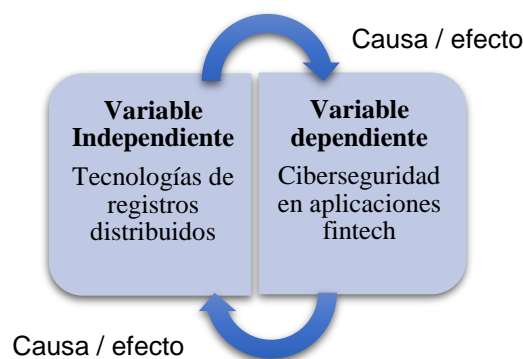 Causa / efecto
Variable
Independiente
Tecnologías de
registros
distribuidos
Variable
dependiente
Ciberseguridad
en aplicaciones
fintech
Causa / efecto